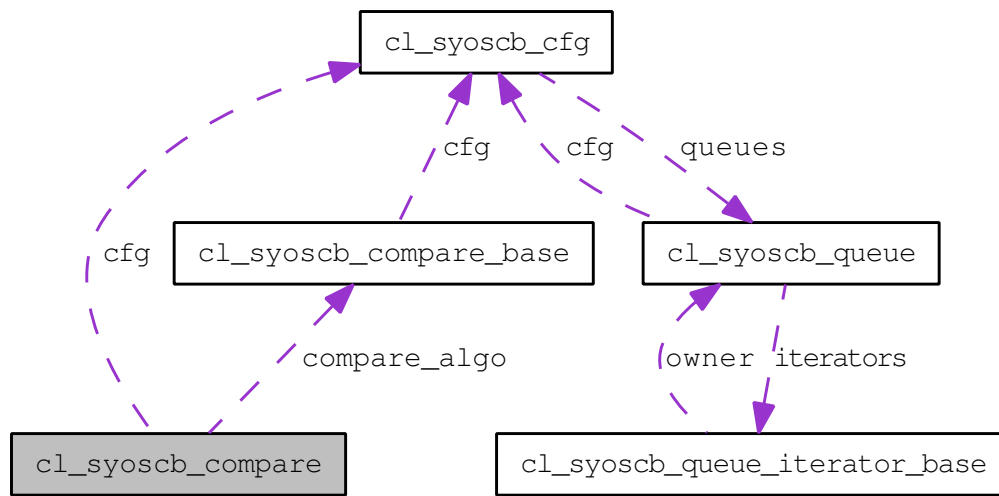 cl_syoscb_cfg
cfg
cfg
queues
cfg
cl_syoscb_compare_base
cl_syoscb_queue
compare_algo
owner
iterators
cl_syoscb_compare
cl_syoscb_queue_iterator_base